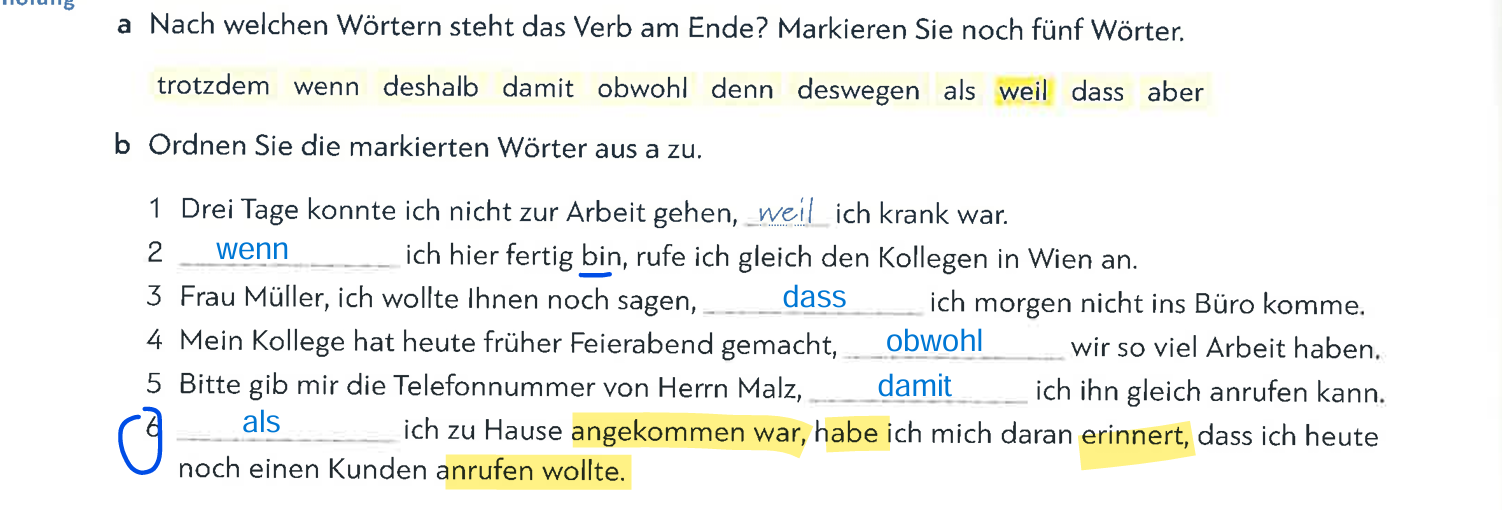 a Nach welchen Wörtern steht das Verb am Ende? Markieren Sie noch fünf Wörter.
trotzdem wenn deshalb damit obwohl denn deswegen als weil dass aber
b Ordnen Sie die markierten Wörter aus a zu.
1 Drei Tage konnte ich nicht zur Arbeit gehen, weil ich krank war.
2 wenn ich hier fertig bin, rufe ich gleich den Kollegen in Wien an.
3 Frau Müller, ich wollte Ihnen noch sagen, dass ich morgen nicht ins Büro komme.
4 Mein Kollege hat heute früher Feierabend gemacht, obwohl wir so viel Arbeit haben.
5 Bitte gib mir die Telefonnummer von Herrn Malz, damit ich ihn gleich anrufen kann.
6 als ich zu Hause angekommen war, habe ich mich daran erinnert, dass ich heute
noch einen Kunden anrufen wollte.